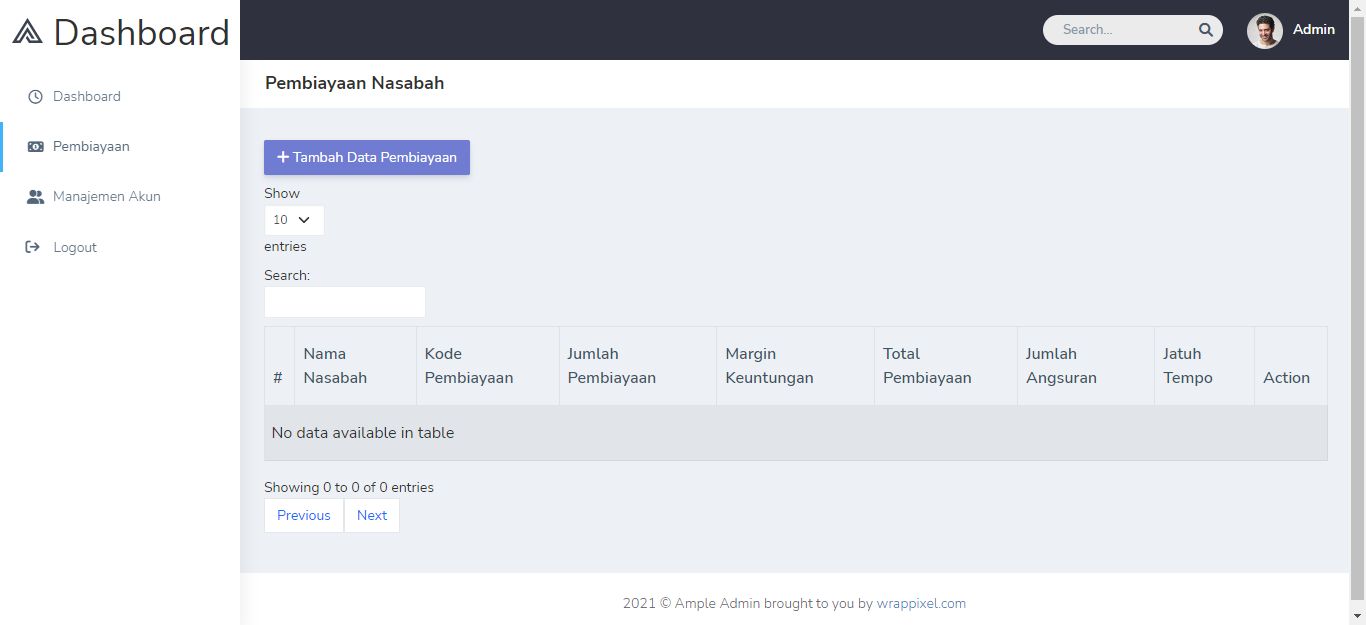 Dashboard
Search...
Admin
Dashboard
Pembiayaan
Manajemen Akun
Logout
Pembiayaan Nasabah
+ Tambah Data Pembiayaan
Show
10
entries
Search:
# Nama Nasabah Kode Pembiayaan Jumlah Pembiayaan Margin Keuntungan Total Pembiayaan Jumlah Angsuran Jatuh Tempo Action
No data available in table
Showing 0 to 0 of 0 entries
Previous Next
2021 © Ample Admin brought to you by wrappixel.com